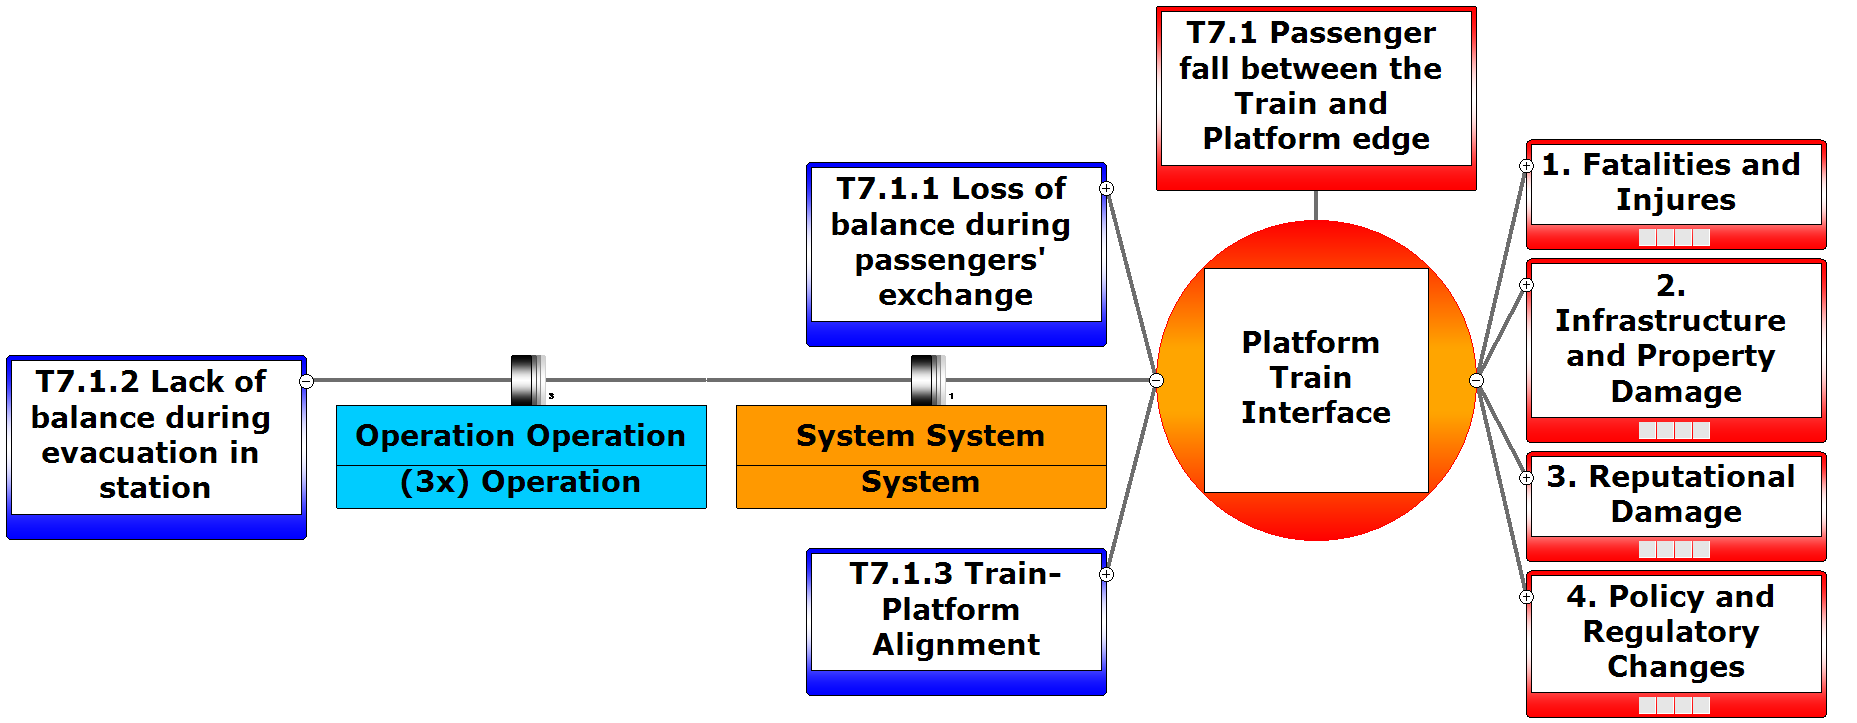 T7.1 Passenger
fall between the
Train and
Platform edge
T7.1.1 Loss of
balance during
passengers'
exchange
T7.1.2 Lack of
balance during
evacuation in
station
3
Operation Operation
(3x) Operation
1
System System
System
T7.1.3 Train-
Platform
Alignment
Platform
Train
Interface
1. Fatalities and
Injures
2.
Infrastructure
and Property
Damage
3. Reputational
Damage
4. Policy and
Regulatory
Changes